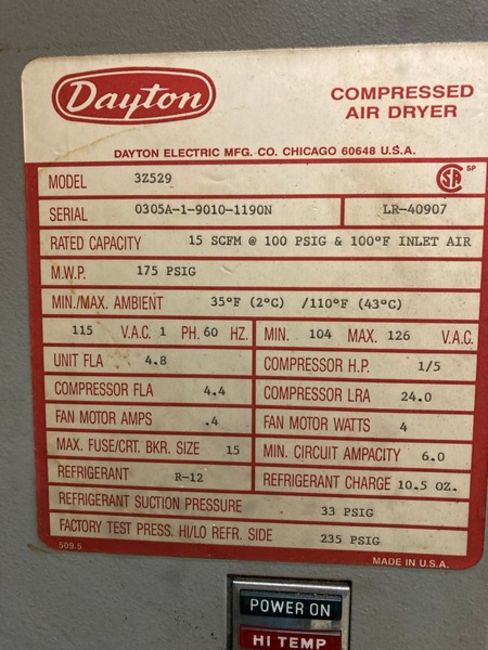 Dayton
COMPRESSED
AIR DRYER
DAYTON ELECTRIC MFG. CO. CHICAGO 60648 U.S.A.
MODEL 3Z529 SA SP
SERIAL 0305A-1-9010-1190N LR-40907
RATED CAPACITY 15 SCFM @ 100 PSIG & 100°F INLET AIR
M.W.P. 175 PSIG
MIN./MAX. AMBIENT 35°F (2°C) /110°F (43°C)
115 V.A.C. 1 PH. 60 HZ. MIN. 104 MAX. 126 V.A.C.
UNIT FLA 4.8 COMPRESSOR H.P. 1/5
COMPRESSOR FLA 4.4 COMPRESSOR LRA 24.0
FAN MOTOR AMPS .4 FAN MOTOR WATTS 4
MAX. FUSE/CRT. BKR. SIZE 15 MIN. CIRCUIT AMPACITY 6.0
REFRIGERANT R-12 REFRIGERANT CHARGE 10.5 OZ.
REFRIGERANT SUCTION PRESSURE 33 PSIG
FACTORY TEST PRESS. HI/LO REFR. SIDE 235 PSIG
509.5 MADE IN U.S.A.
POWER ON
HI TEMP